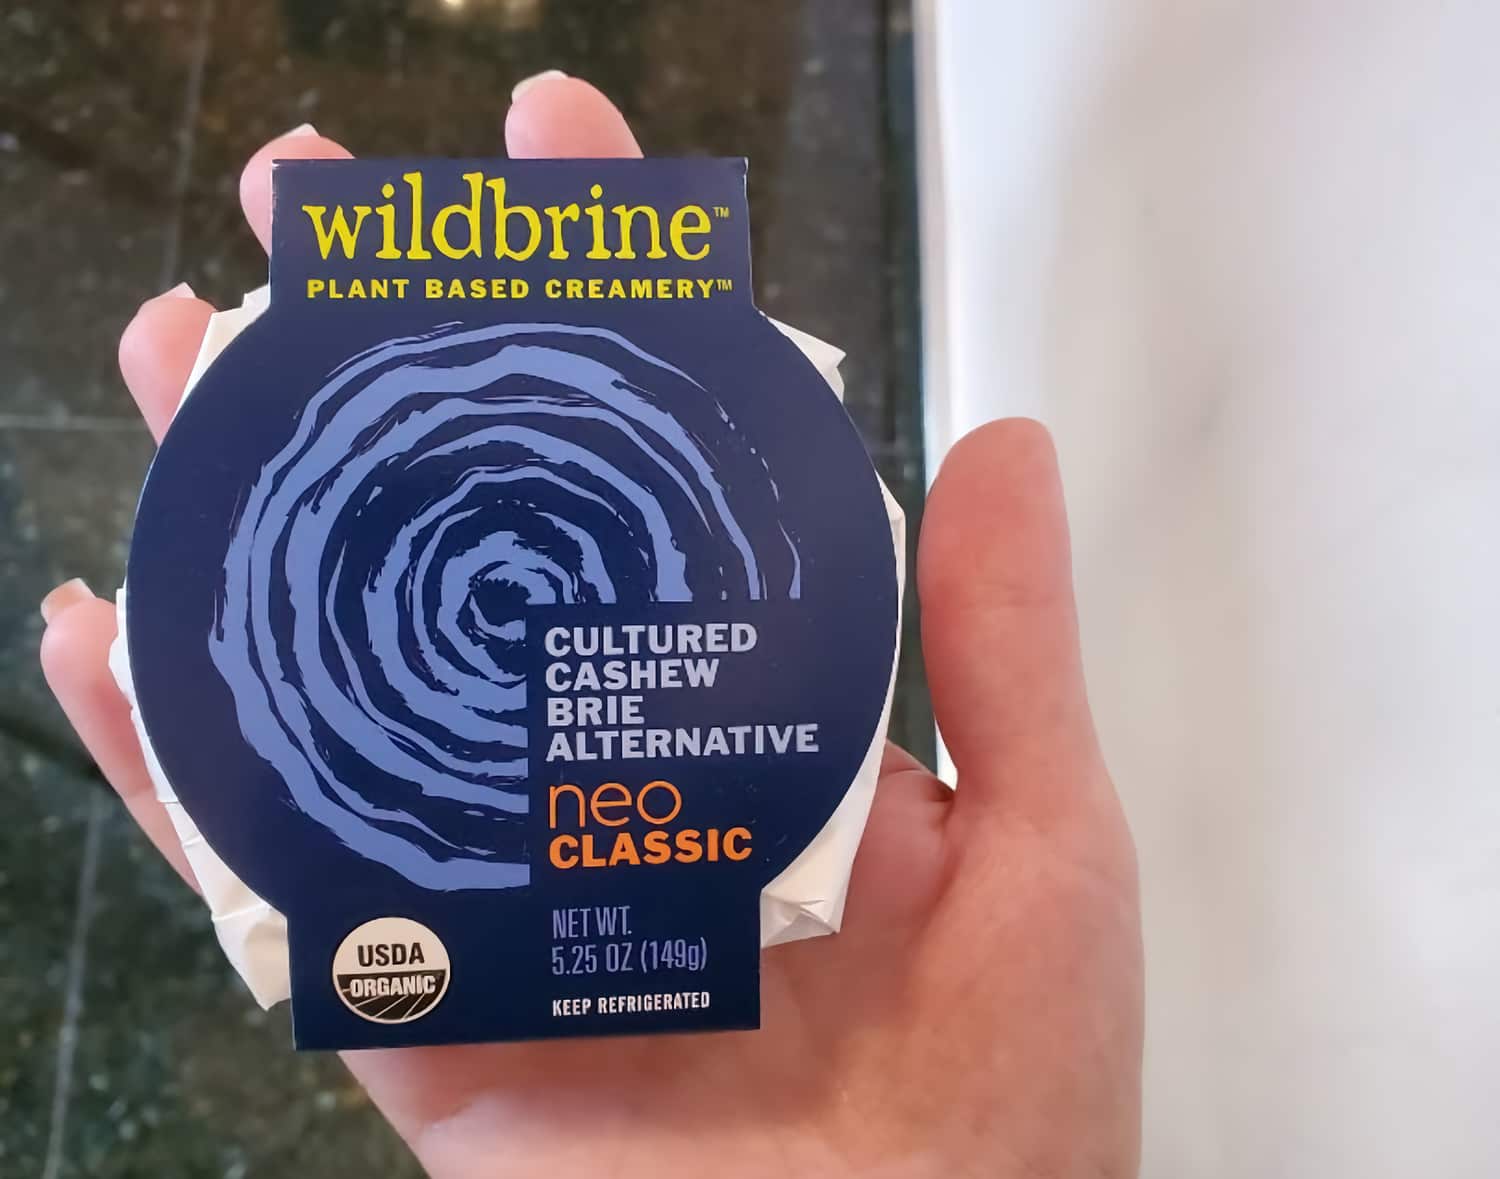 wildbrine™
PLANT BASED CREAMERY™
CULTURED
CASHEW
BRIE
ALTERNATIVE
neo
CLASSIC
NET WT.
5.25 OZ (149g)
KEEP REFRIGERATED
USDA
ORGANIC